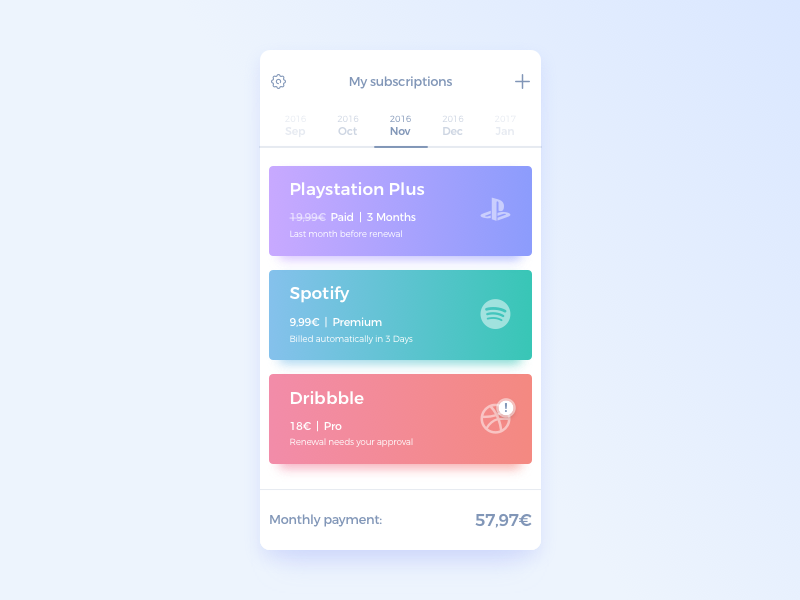 My subscriptions
2016 2016 2016 2016 2017
Sep Oct Nov Dec Jan
Playstation Plus
19,99€ Paid | 3 Months
Last month before renewal
Spotify
9,99€ | Premium
Billed automatically in 3 Days
Dribbble
!
18€ | Pro
Renewal needs your approval
Monthly payment: 57,97€